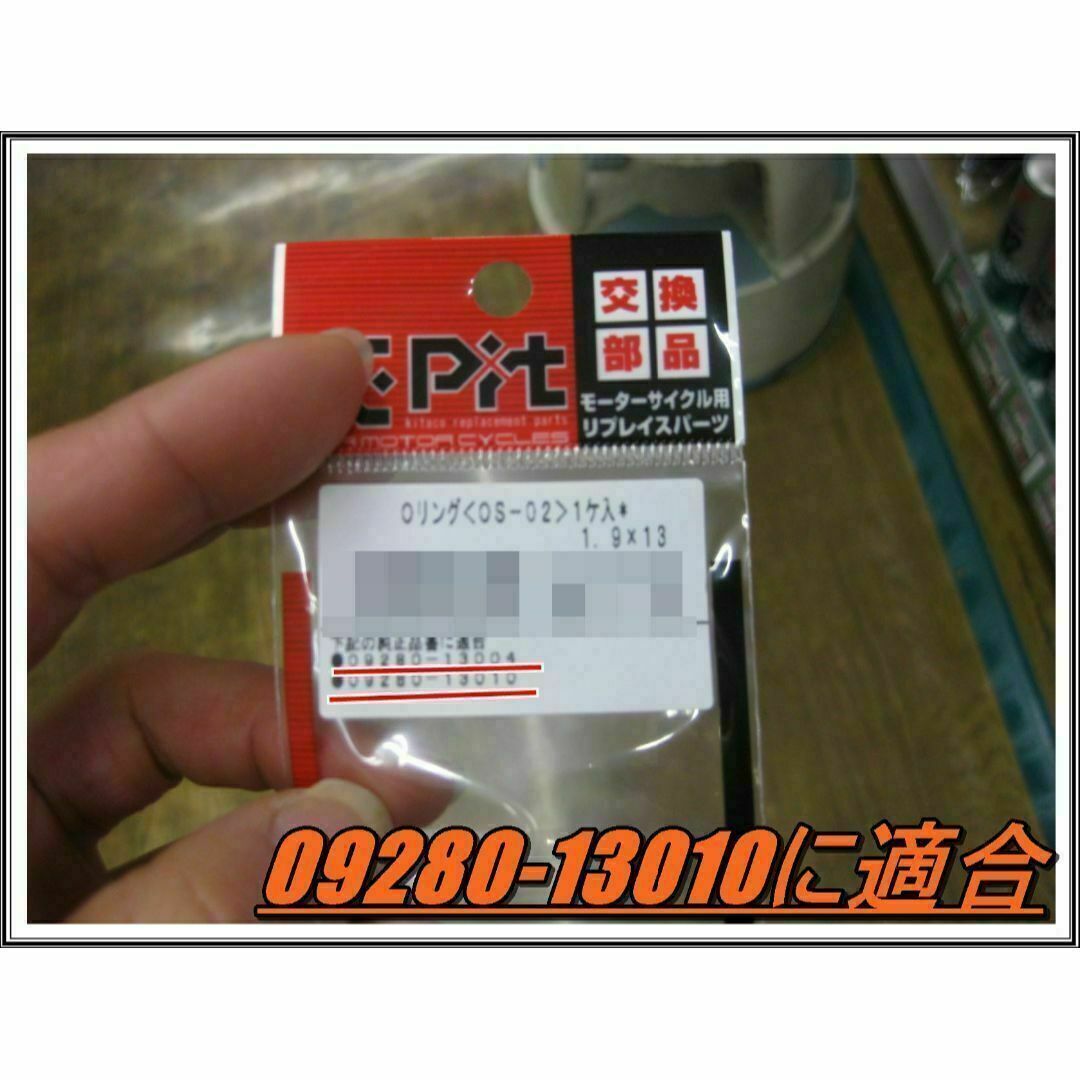 交換
部品
Pit
kitaco replacement parts
MOTOR CYCLES
モーターサイクル用
リプレイスパーツ
Oリング<OS-02>1ケ入*
1.9×13
下記の純正品番に適合
●09280-13004
●09280-13010
09280-13010に適合